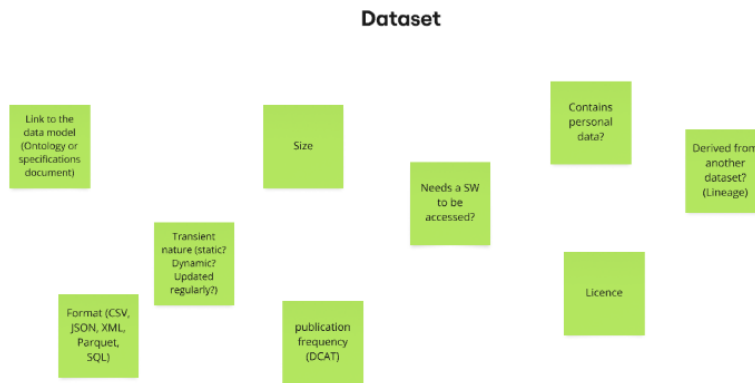 Dataset
Link to the
data model
(Ontology or
specifications
document)
Size
Contains
personal
data?
Derived from
another
dataset?
(Lineage)
Needs a SW
to be
accessed?
Transient
nature (static?
Dynamic?
Updated
regularly?)
Licence
Format (CSV,
JSON, XML,
Parquet,
SQL)
publication
frequency
(DCAT)